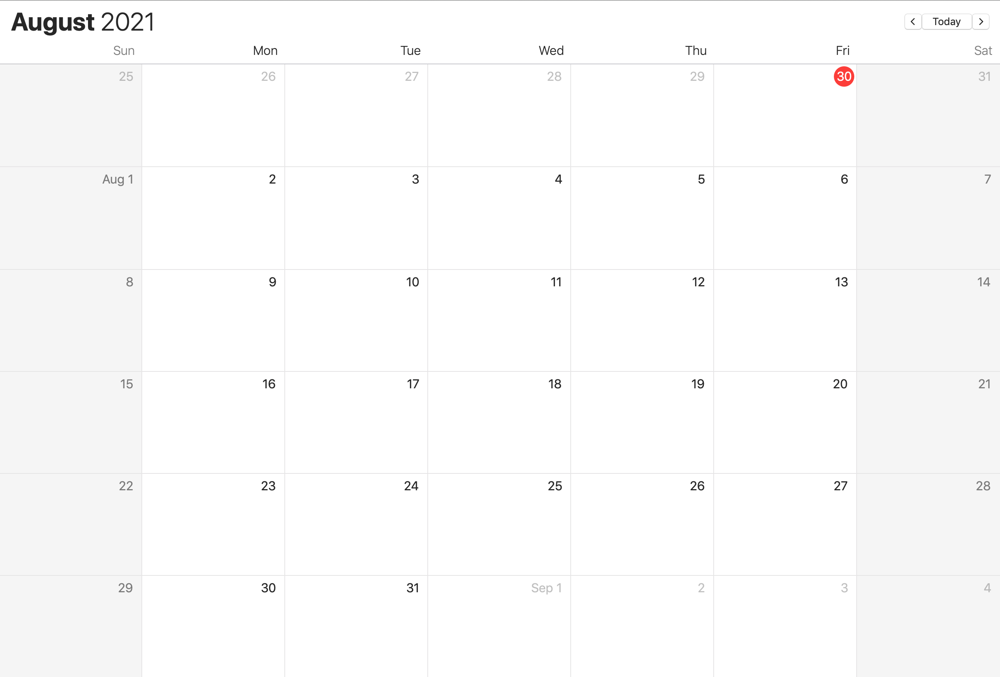 August 2021
< Today >
Sun Mon Tue Wed Thu Fri Sat
25 26 27 28 29 30 31
Aug 1 2 3 4 5 6 7
8 9 10 11 12 13 14
15 16 17 18 19 20 21
22 23 24 25 26 27 28
29 30 31 Sep 1 2 3 4